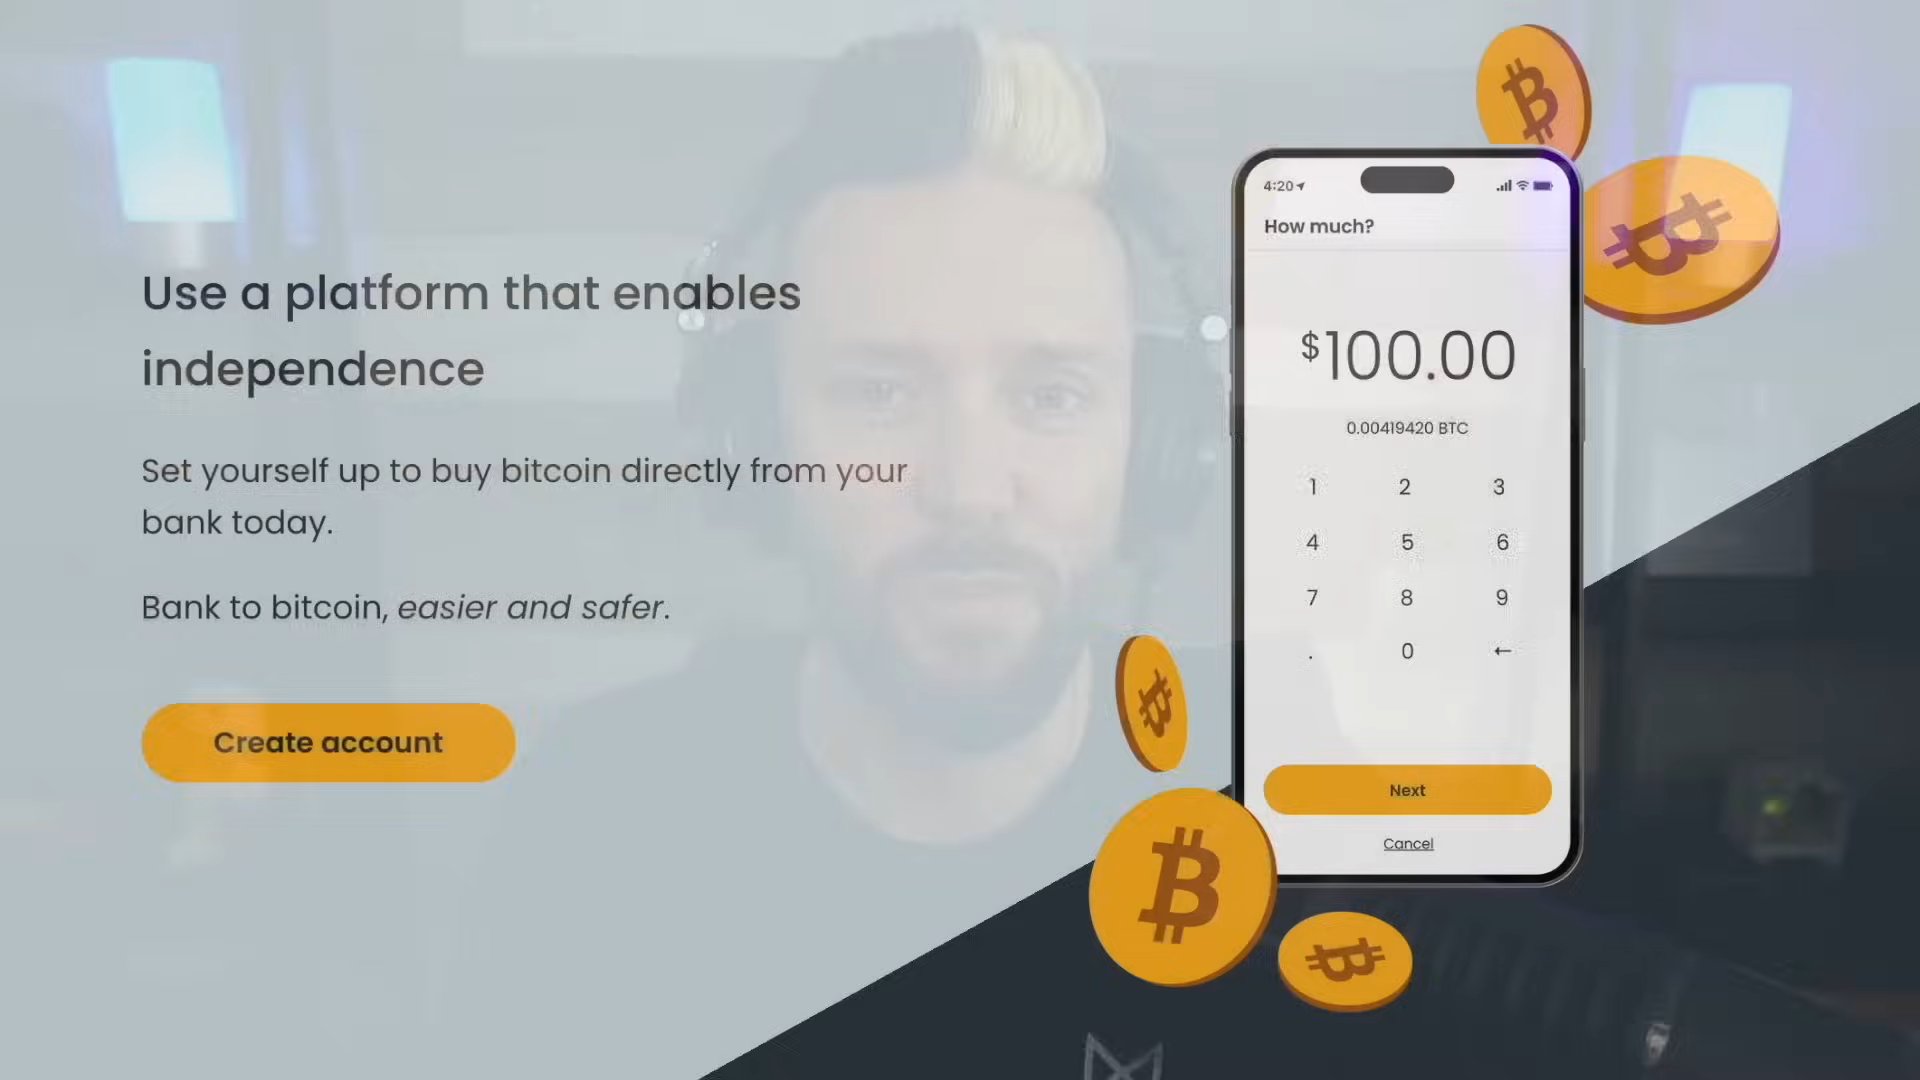 Use a platform that enables
independence
Set yourself up to buy bitcoin directly from your
bank today.
Bank to bitcoin, easier and safer.
Create account
4:20
How much?
$100.00
0.00419420 BTC
1 2 3
4 5 6
7 8 9
. 0 ←
Next
Cancel